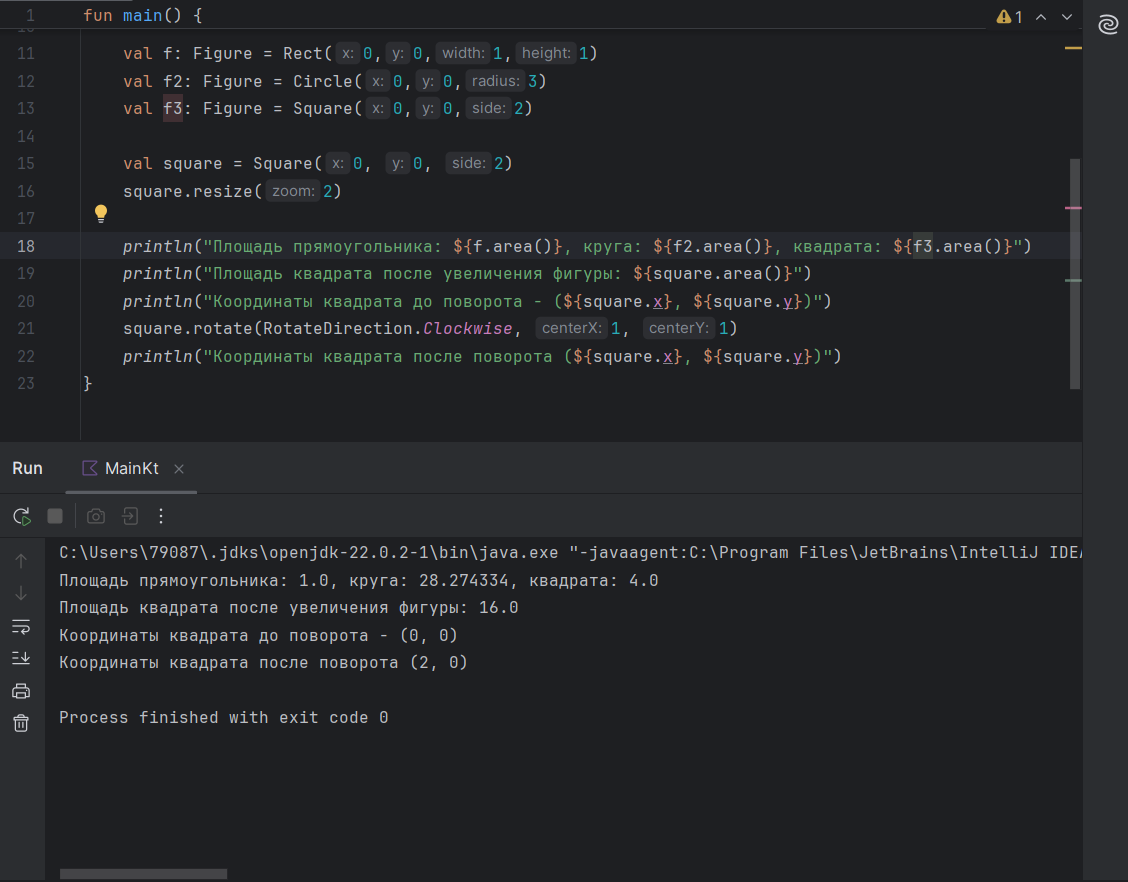 1 fun main() { 1
11 val f: Figure = Rect( x: 0, y: 0, width: 1, height: 1)
12 val f2: Figure = Circle( x: 0, y: 0, radius: 3)
13 val f3: Figure = Square( x: 0, y: 0, side: 2)
14
15 val square = Square( x: 0, y: 0, side: 2)
16 square.resize( zoom: 2)
17
18 println("Площадь прямоугольника: ${f.area()}, круга: ${f2.area()}, квадрата: ${f3.area()}")
19 println("Площадь квадрата после увеличения фигуры: ${square.area()}")
20 println("Координаты квадрата до поворота - (${square.x}, ${square.y})")
21 square.rotate(RotateDirection.Clockwise, centerX: 1, centerY: 1)
22 println("Координаты квадрата после поворота (${square.x}, ${square.y})")
23 }
Run MainKt
C:\Users\79087\.jdks\openjdk-22.0.2-1\bin\java.exe "-javaagent:C:\Program Files\JetBrains\IntelliJ IDEA
Площадь прямоугольника: 1.0, круга: 28.274334, квадрата: 4.0
Площадь квадрата после увеличения фигуры: 16.0
Координаты квадрата до поворота - (0, 0)
Координаты квадрата после поворота (2, 0)
Process finished with exit code 0